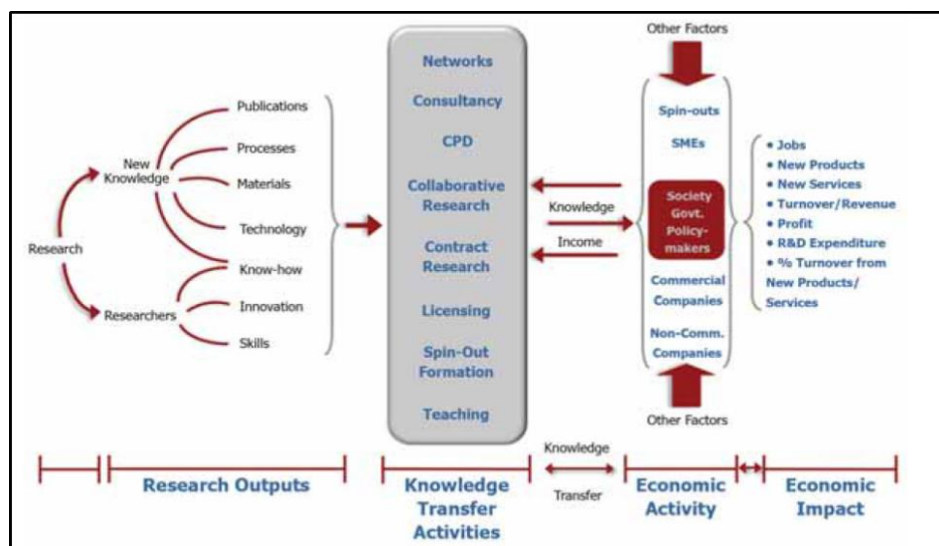 Other Factors
Research
New
Knowledge
Researchers
Publications
Processes
Materials
Technology
Know-how
Innovation
Skills
Networks
Consultancy
CPD
Collaborative
Research
Contract
Research
Licensing
Spin-Out
Formation
Teaching
Knowledge
Income
Spin-outs
SMEs
Society
Govt.
Policy-
makers
Commercial
Companies
Non-Comm.
Companies
Other Factors
• Jobs
• New Products
• New Services
• Turnover/Revenue
• Profit
• R&D Expenditure
• % Turnover from
New Products/
Services
Research Outputs
Knowledge
Transfer
Activities
Knowledge
Transfer
Economic
Activity
Economic
Impact